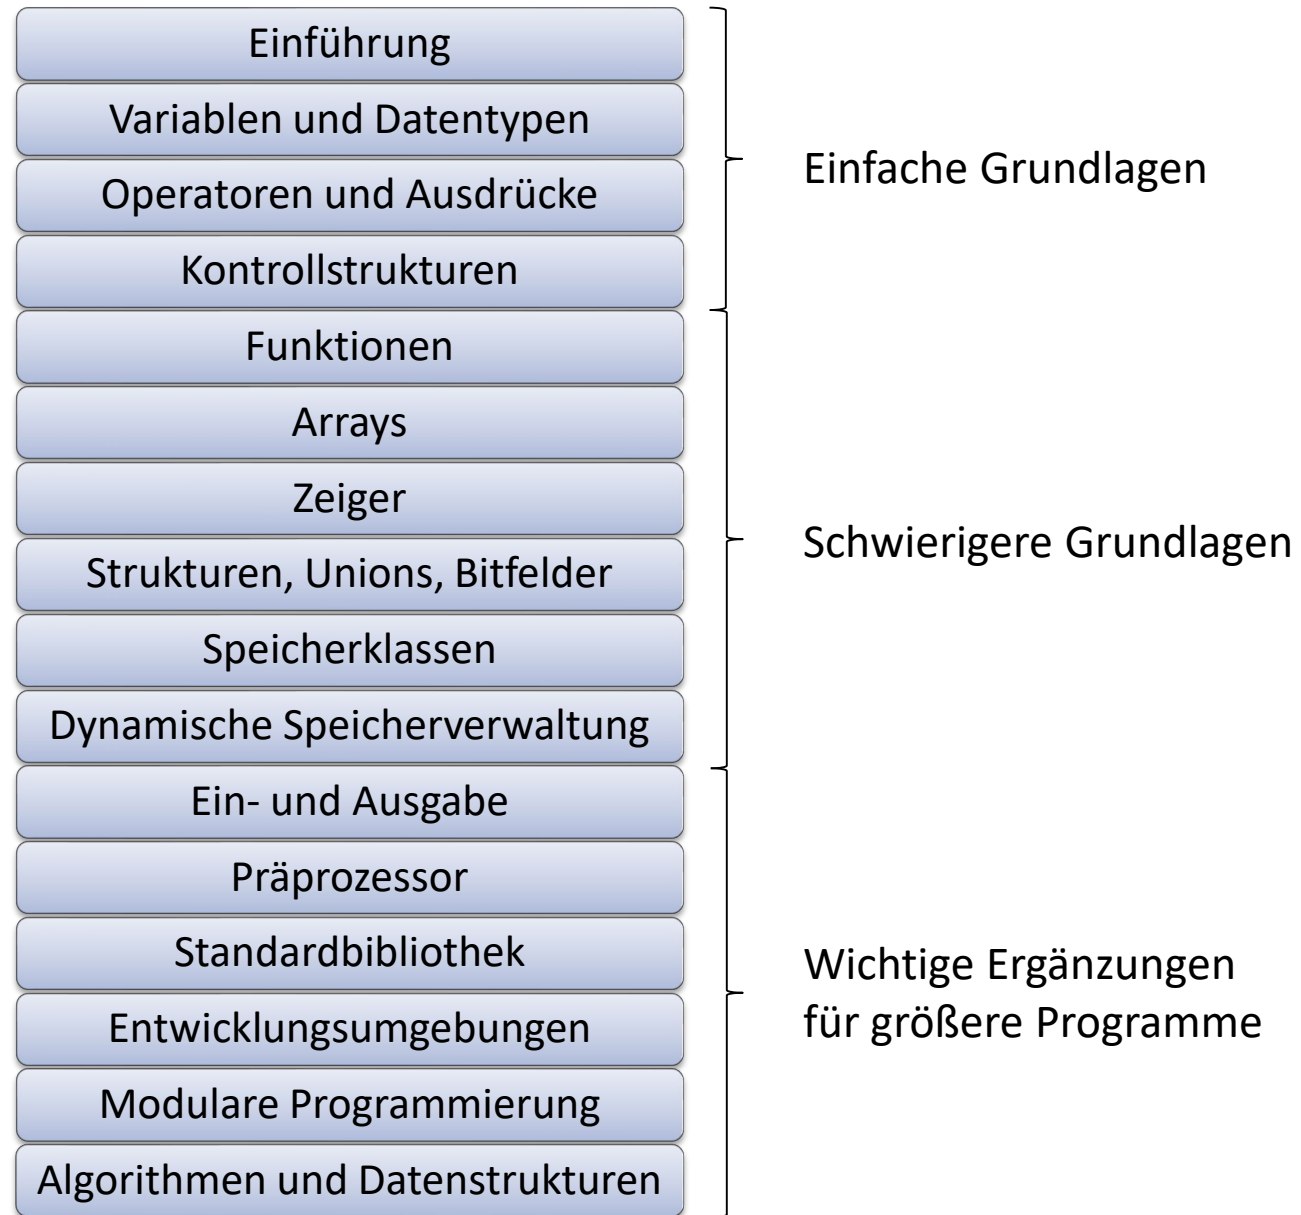 Einführung
Variablen und Datentypen
Operatoren und Ausdrücke
Kontrollstrukturen
Einfache Grundlagen
Funktionen
Arrays
Zeiger
Strukturen, Unions, Bitfelder
Speicherklassen
Dynamische Speicherverwaltung
Schwierigere Grundlagen
Ein- und Ausgabe
Präprozessor
Standardbibliothek
Entwicklungsumgebungen
Modulare Programmierung
Algorithmen und Datenstrukturen
Wichtige Ergänzungen
für größere Programme